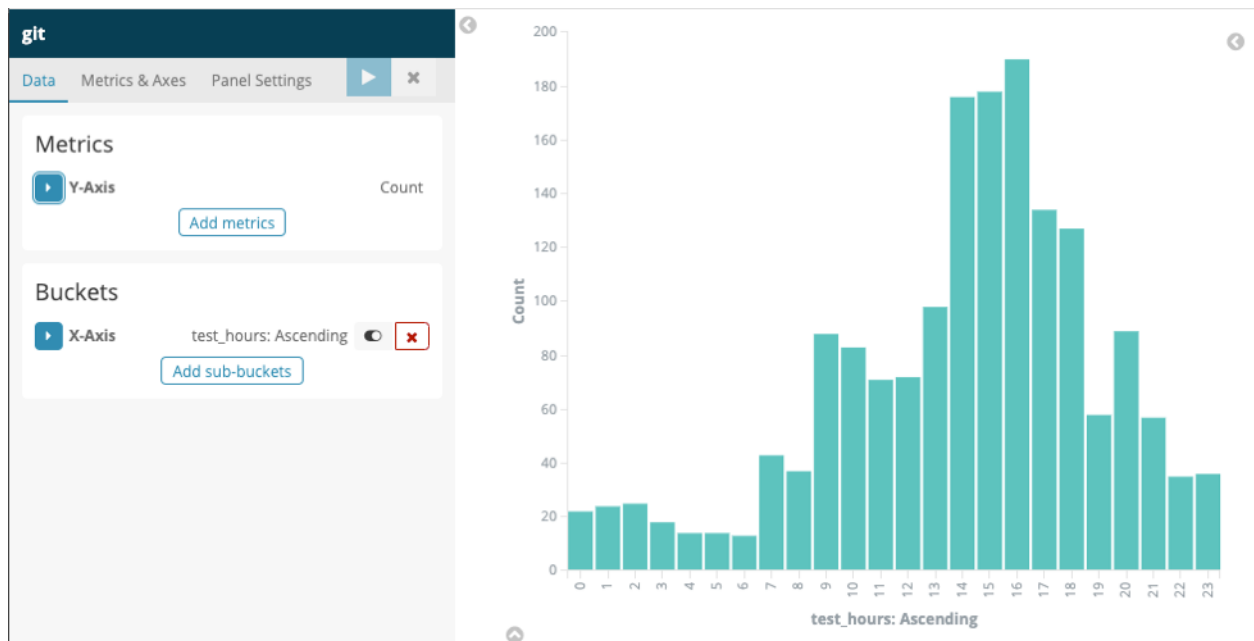 git
Data Metrics & Axes Panel Settings
Metrics
Y-Axis Count
Add metrics
Buckets
X-Axis test_hours: Ascending
Add sub-buckets
200
180
160
140
120
100
80
60
40
20
0
Count
0 1 2 3 4 5 6 7 8 9 10 11 12 13 14 15 16 17 18 19 20 21 22 23
test_hours: Ascending